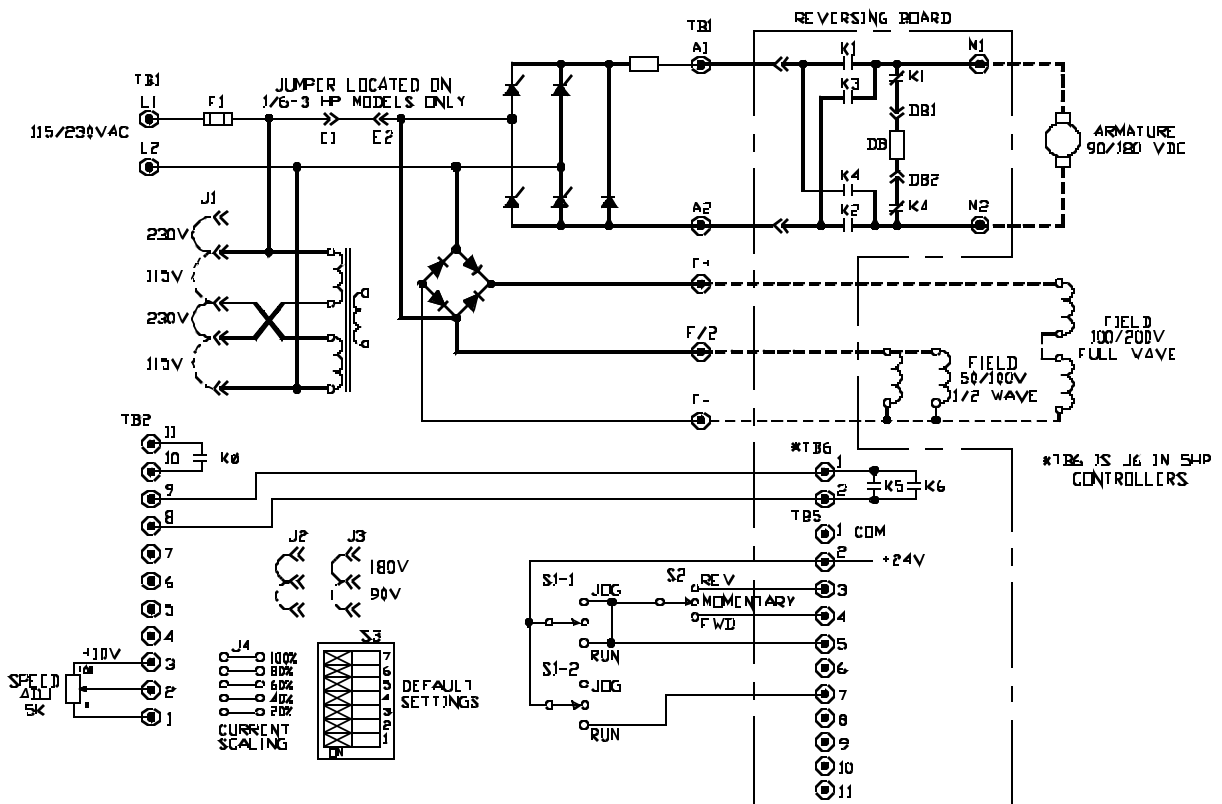 REVERSING BOARD
TB1
A1
K1
M1
K1
K3
TB1
L1
F1
JUMPER LOCATED ON
1/6-3 HP MODELS ONLY
E1
E2
115/230VAC
DB1
DB
ARMATURE
90/180 VDC
L2
DB2
J1
K4
K4
A2
K2
M2
230V
115V
230V
115V
F+
F/2
FIELD
100/200V
FULL WAVE
FIELD
50/100V
1/2 WAVE
F-
TB2
11
10
K0
9
8
7
6
5
4
3
2
1
*TB6
1
2
K5
K6
*TB6 IS J6 IN 5HP
CONTROLLERS
TB5
1
COM
2
+24V
3
4
5
6
7
8
9
10
11
J2
J3
180V
90V
S1-1
JOG
S2
REV
MOMENTARY
FWD
RUN
S1-2
JOG
RUN
+10V
SPEED
ADJ
5K
J4
100%
80%
60%
40%
20%
CURRENT
SCALING
S3
7
6
5
4
3
2
1
ON
DEFAULT
SETTINGS